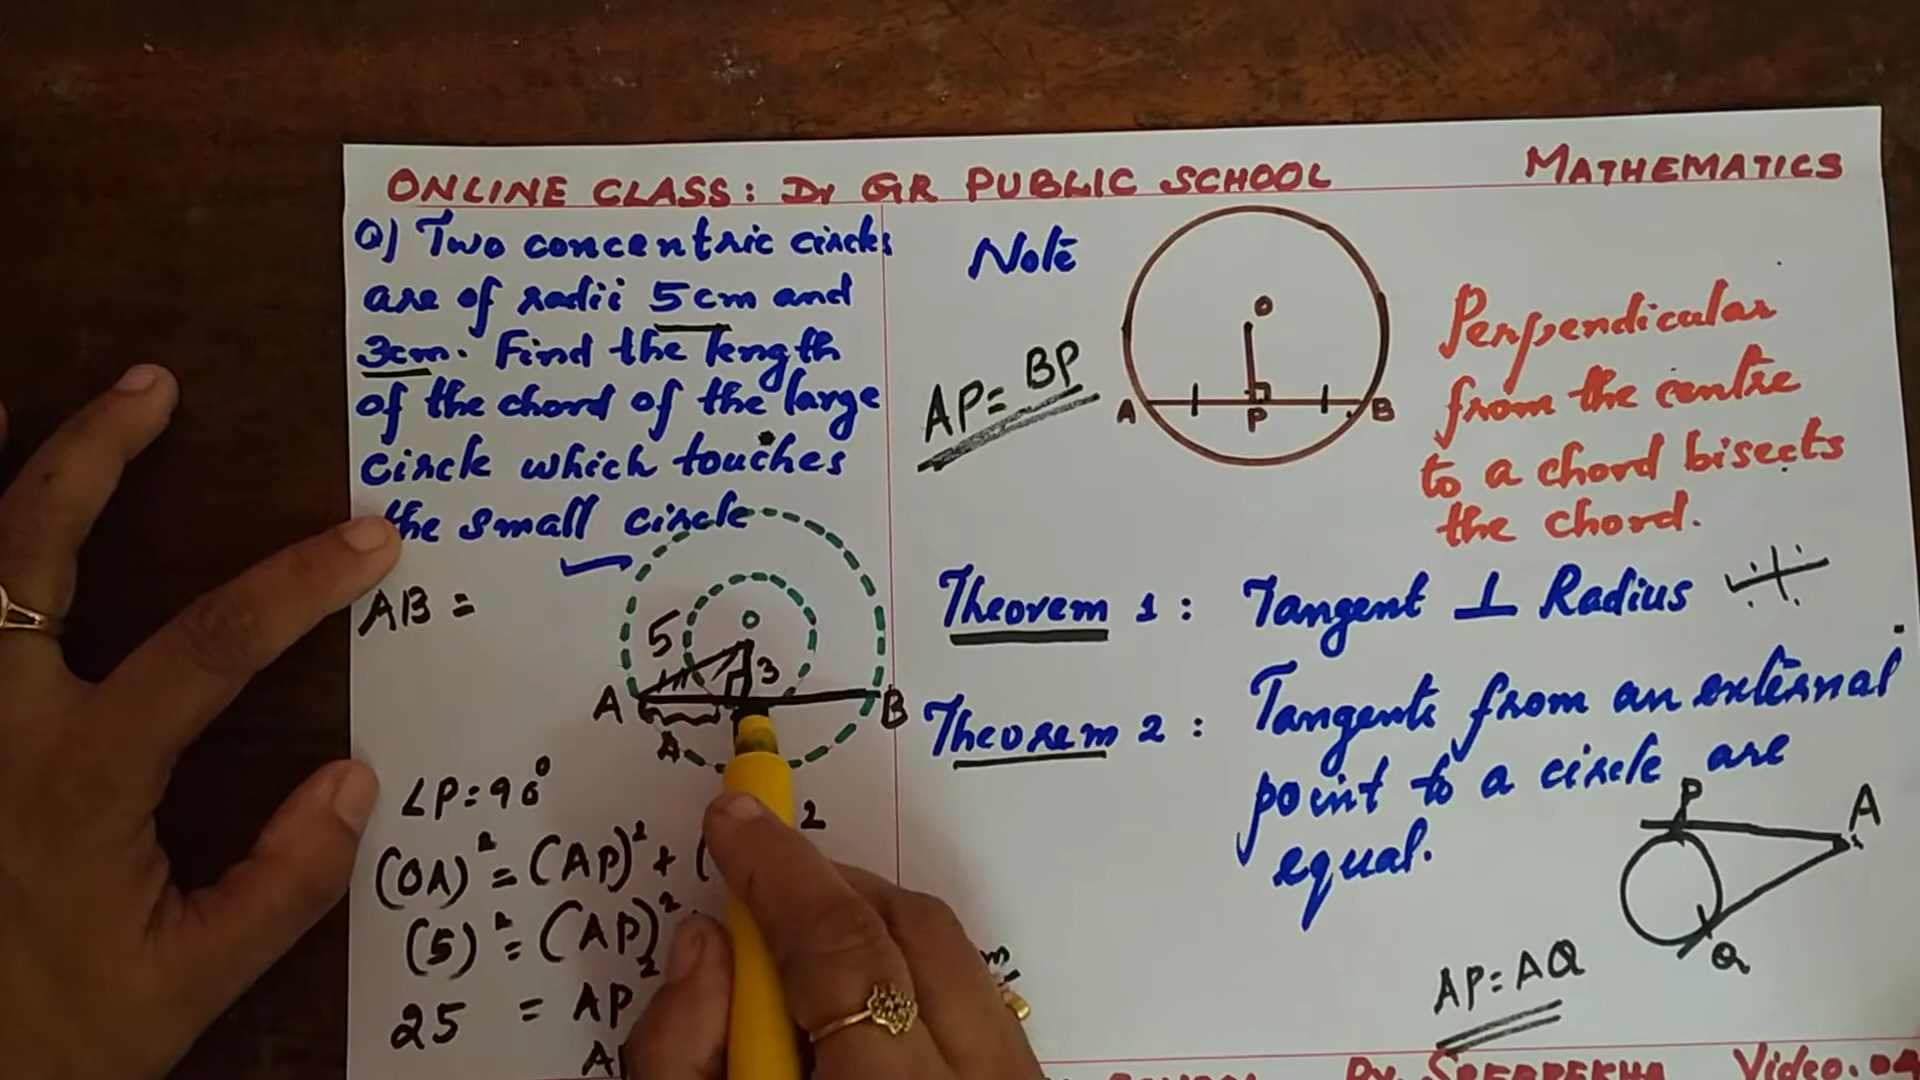 ONLINE CLASS: Dr GR PUBLIC SCHOOL
MATHEMATICS
Q) Two concentric circles
are of radii 5cm and
3cm. Find the length
of the chord of the large
circle which touches
the small circle
AB =
O
5
3
A
B
A
∠P=90°
2
(OA)² = (AP)² + (
(5)² = (AP)²
25 = AP²
Note
AP= BP
O
A
P
B
Perpendicular
from the centre
to a chord bisects
the chord.
Theorem 1 : Tangent ⊥ Radius
Theorem 2 : Tangents from an external
point to a circle are
equal.
P
A
Q
AP=AQ
Video.04